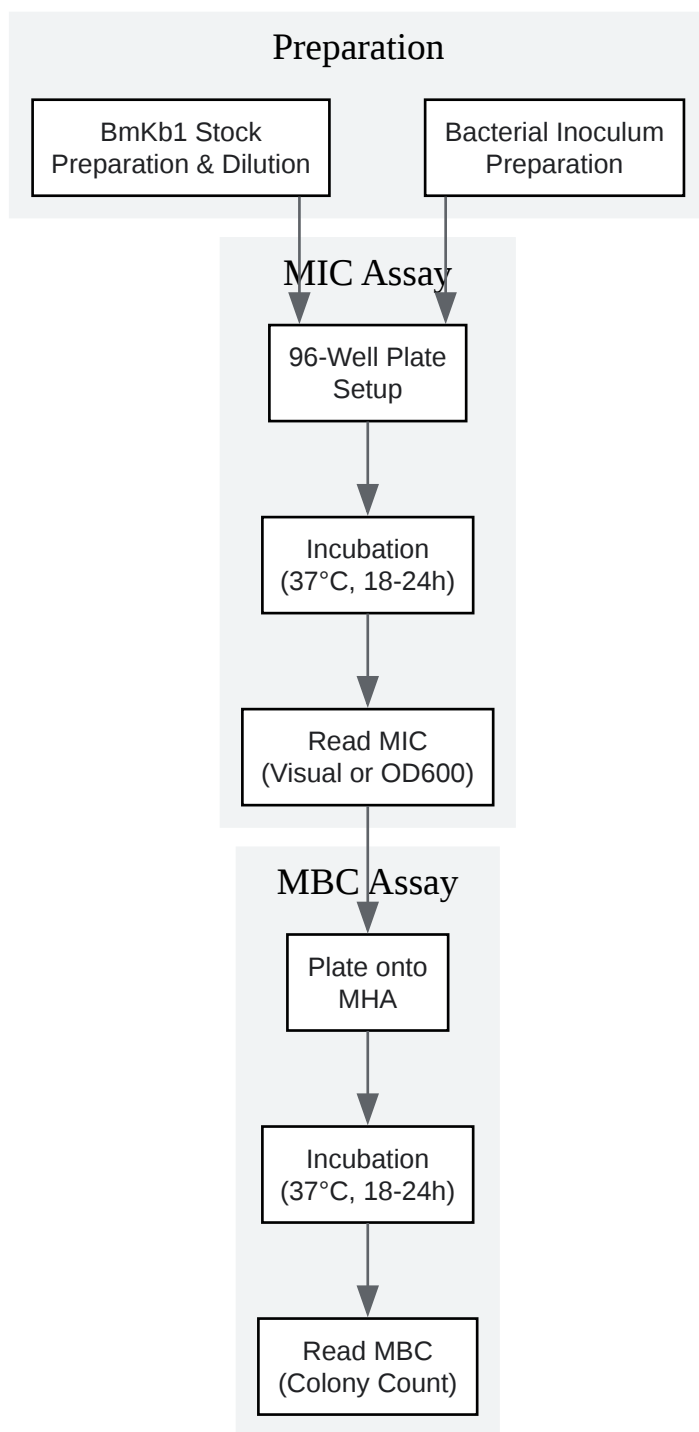 Preparation
BmKb1 Stock
Preparation & Dilution
Bacterial Inoculum
Preparation
MIC Assay
96-Well Plate
Setup
Incubation
(37°C, 18-24h)
Read MIC
(Visual or OD600)
MBC Assay
Plate onto
MHA
Incubation
(37°C, 18-24h)
Read MBC
(Colony Count)